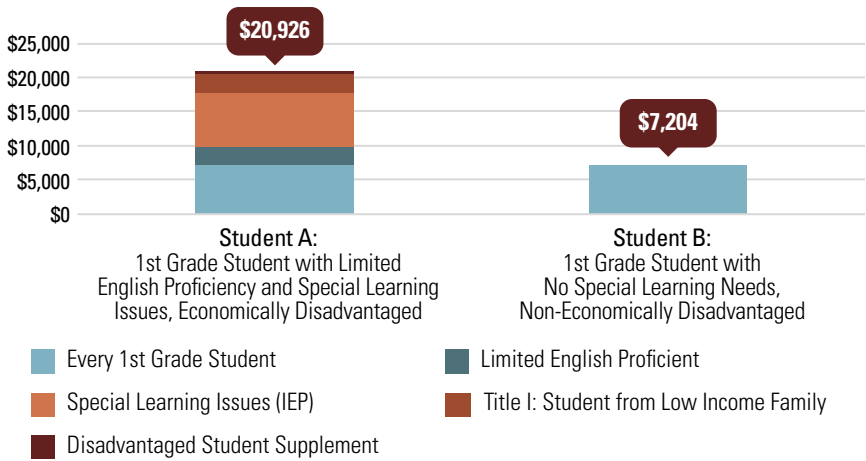 $20,926
$25,000
$20,000
$15,000
$10,000
$5,000
$0
$7,204
Student A:
1st Grade Student with Limited
English Proficiency and Special Learning
Issues, Economically Disadvantaged
Student B:
1st Grade Student with
No Special Learning Needs,
Non-Economically Disadvantaged
Every 1st Grade Student
Limited English Proficient
Special Learning Issues (IEP)
Title I: Student from Low Income Family
Disadvantaged Student Supplement